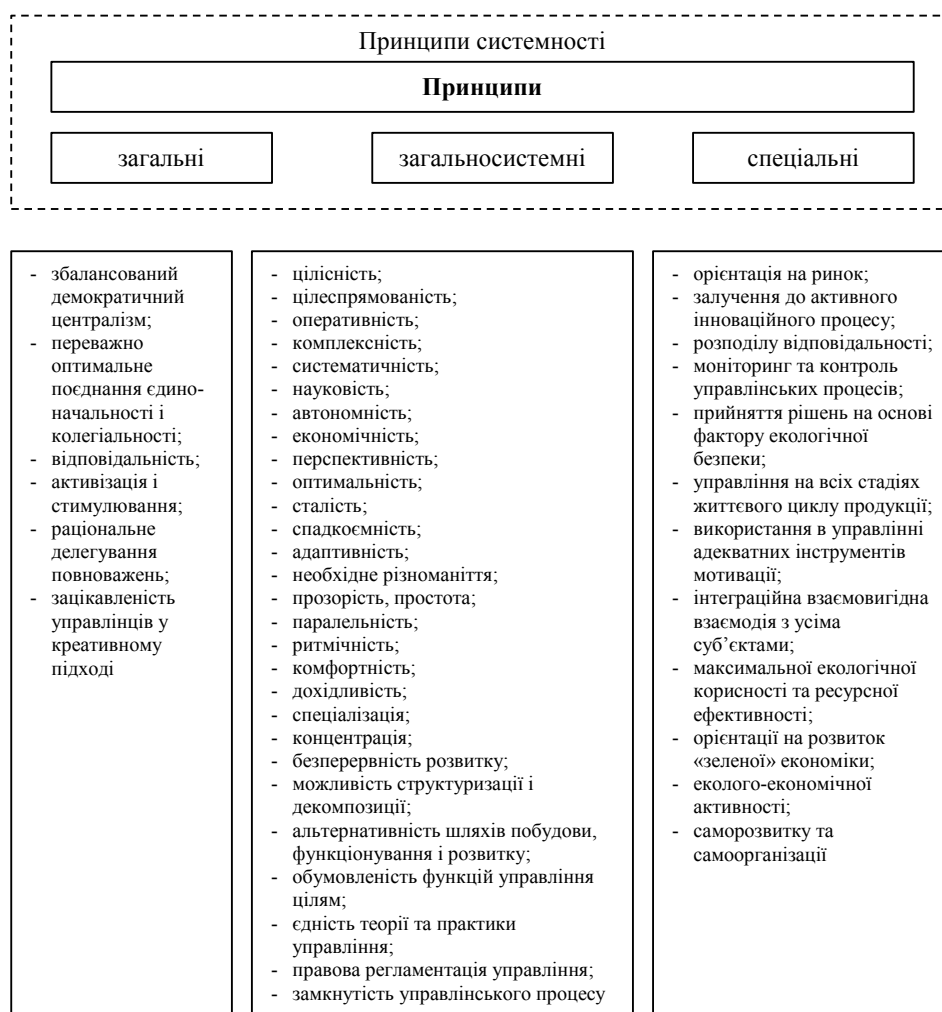 Принципи системності
Принципи
загальні
загальносистемні
спеціальні
- збалансований
демократичний
централізм;
- переважно
оптимальне
поєднання єдино-
начальності і
колегіальності;
- відповідальність;
- активізація і
стимулювання;
- раціональне
делегування
повноважень;
- зацікавленість
управлінців у
креативному
підході
- цілісність;
- цілеспрямованість;
- оперативність;
- комплексність;
- систематичність;
- науковість;
- автономність;
- економічність;
- перспективність;
- оптимальність;
- сталість;
- спадкоємність;
- адаптивність;
- необхідне різноманіття;
- прозорість, простота;
- паралельність;
- ритмічність;
- комфортність;
- дохідливість;
- спеціалізація;
- концентрація;
- безперервність розвитку;
- можливість структуризації і
декомпозиції;
- альтернативність шляхів побудови,
функціонування і розвитку;
- обумовленість функцій управління
цілям;
- єдність теорії та практики
управління;
- правова регламентація управління;
- замкнутість управлінського процесу
- орієнтація на ринок;
- залучення до активного
інноваційного процесу;
- розподілу відповідальності;
- моніторинг та контроль
управлінських процесів;
- прийняття рішень на основі
фактору екологічної
безпеки;
- управління на всіх стадіях
життєвого циклу продукції;
- використання в управлінні
адекватних інструментів
мотивації;
- інтеграційна взаємовигідна
взаємодія з усіма
суб’єктами;
- максимальної екологічної
корисності та ресурсної
ефективності;
- орієнтації на розвиток
«зеленої» економіки;
- еколого-економічної
активності;
- саморозвитку та
самоорганізації